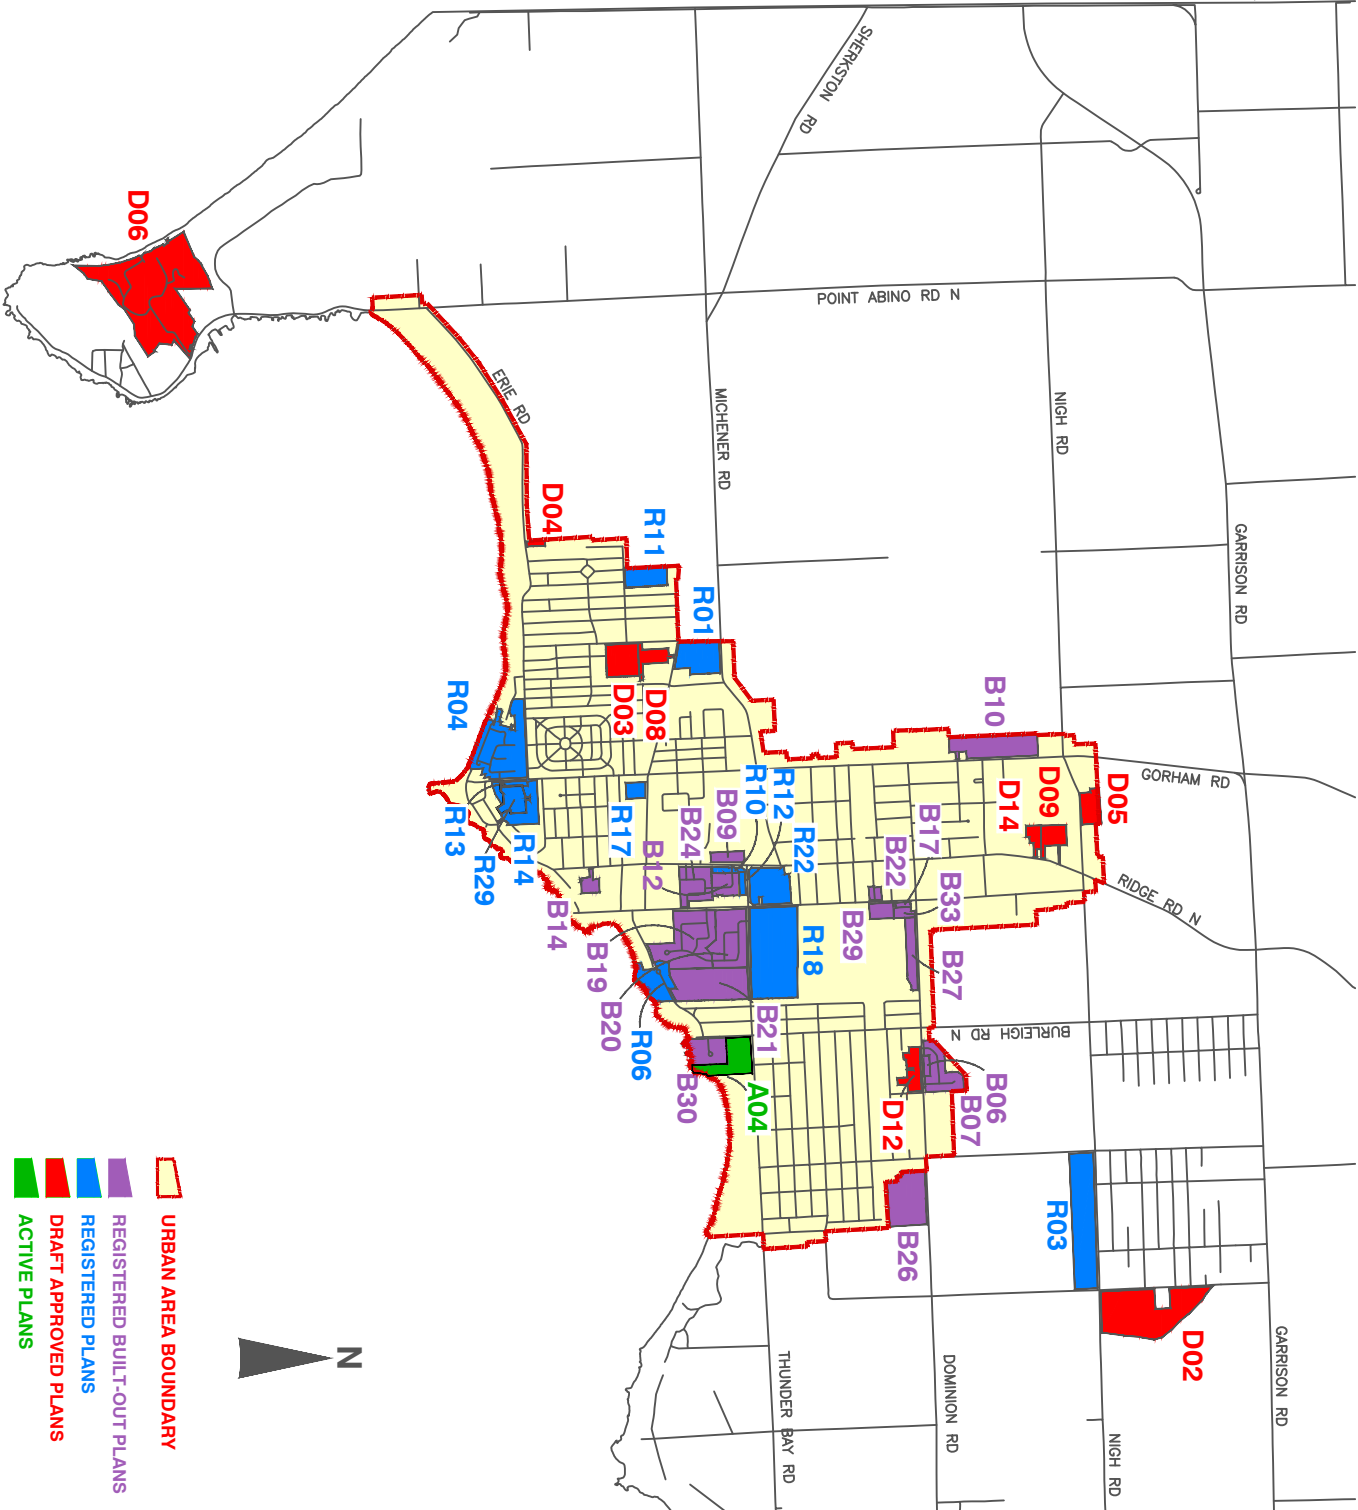 SHERKSTON RD
D06
POINT ABINO RD N
ERIE RD
MICHENER RD
NIGH RD
GARRISON RD
D04
R11
R01
D03
D08
R04
B10
GORHAM RD
D05
D09
D14
R10
R12
R17
B09
B24
R22
B12
B17
B22
B33
R13
R29
R14
RIDGE RD N
B14
B19
B20
R18
B29
B27
R06
B21
BURLEIGH RD N
B30
A04
D12
B06
B07
R03
B26
D02
GARRISON RD
THUNDER BAY RD
DOMINION RD
NIGH RD
N
URBAN AREA BOUNDARY
REGISTERED BUILT-OUT PLANS
REGISTERED PLANS
DRAFT APPROVED PLANS
ACTIVE PLANS